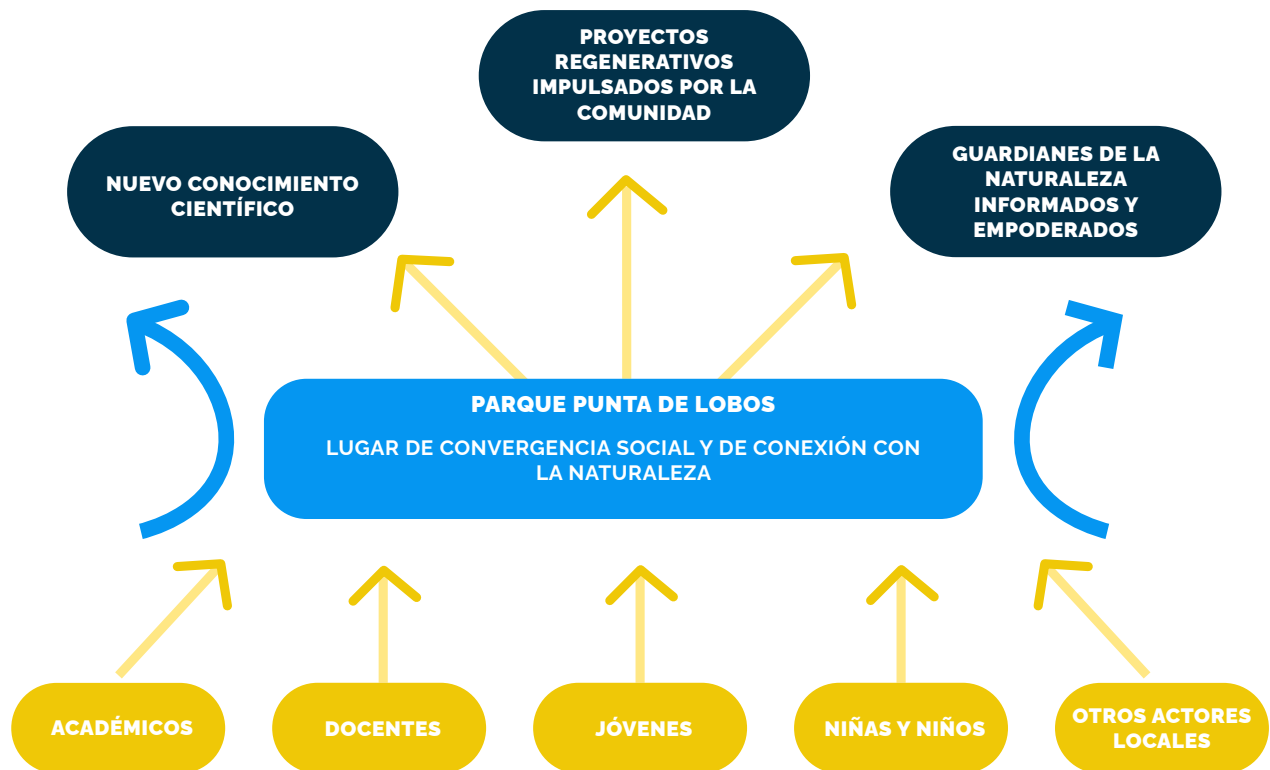 PROYECTOS
REGENERATIVOS
IMPULSADOS POR LA
COMUNIDAD
NUEVO CONOCIMIENTO
CIENTÍFICO
GUARDIANES DE LA
NATURALEZA
INFORMADOS Y
EMPODERADOS
PARQUE PUNTA DE LOBOS
LUGAR DE CONVERGENCIA SOCIAL Y DE CONEXIÓN CON
LA NATURALEZA
ACADÉMICOS
DOCENTES
JÓVENES
NIÑAS Y NIÑOS
OTROS ACTORES
LOCALES